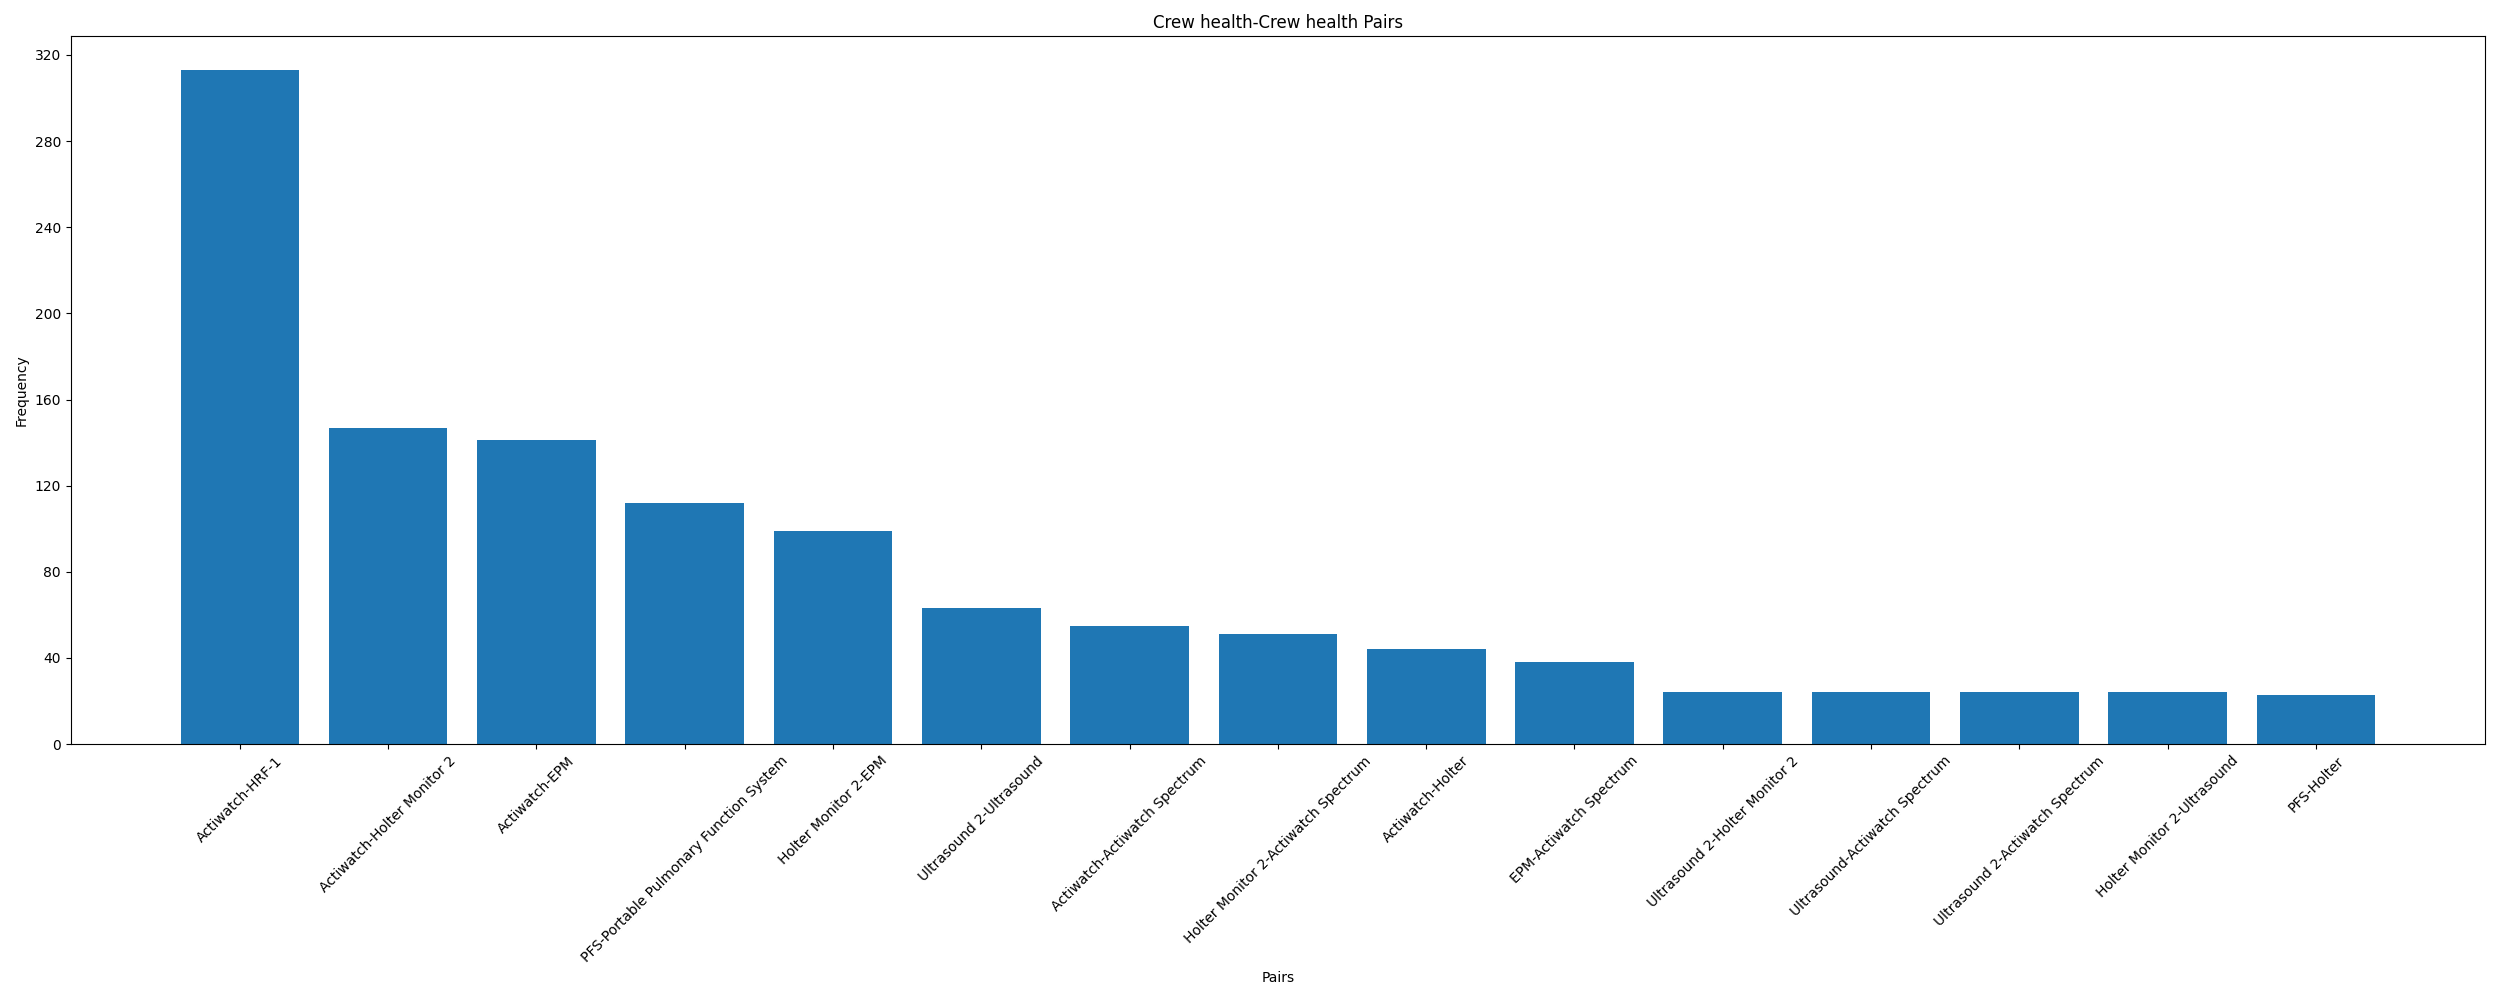 Crew health-Crew health Pairs
Frequency
320
280
240
200
160
120
80
40
0
Actiwatch-HRF-1
Actiwatch-Holter Monitor 2
Actiwatch-EPM
PFS-Portable Pulmonary Function System
Holter Monitor 2-EPM
Ultrasound 2-Ultrasound
Actiwatch-Actiwatch Spectrum
Holter Monitor 2-Actiwatch Spectrum
Actiwatch-Holter
EPM-Actiwatch Spectrum
Ultrasound 2-Holter Monitor 2
Ultrasound-Actiwatch Spectrum
Ultrasound 2-Actiwatch Spectrum
Holter Monitor 2-Ultrasound
PFS-Holter
Pairs